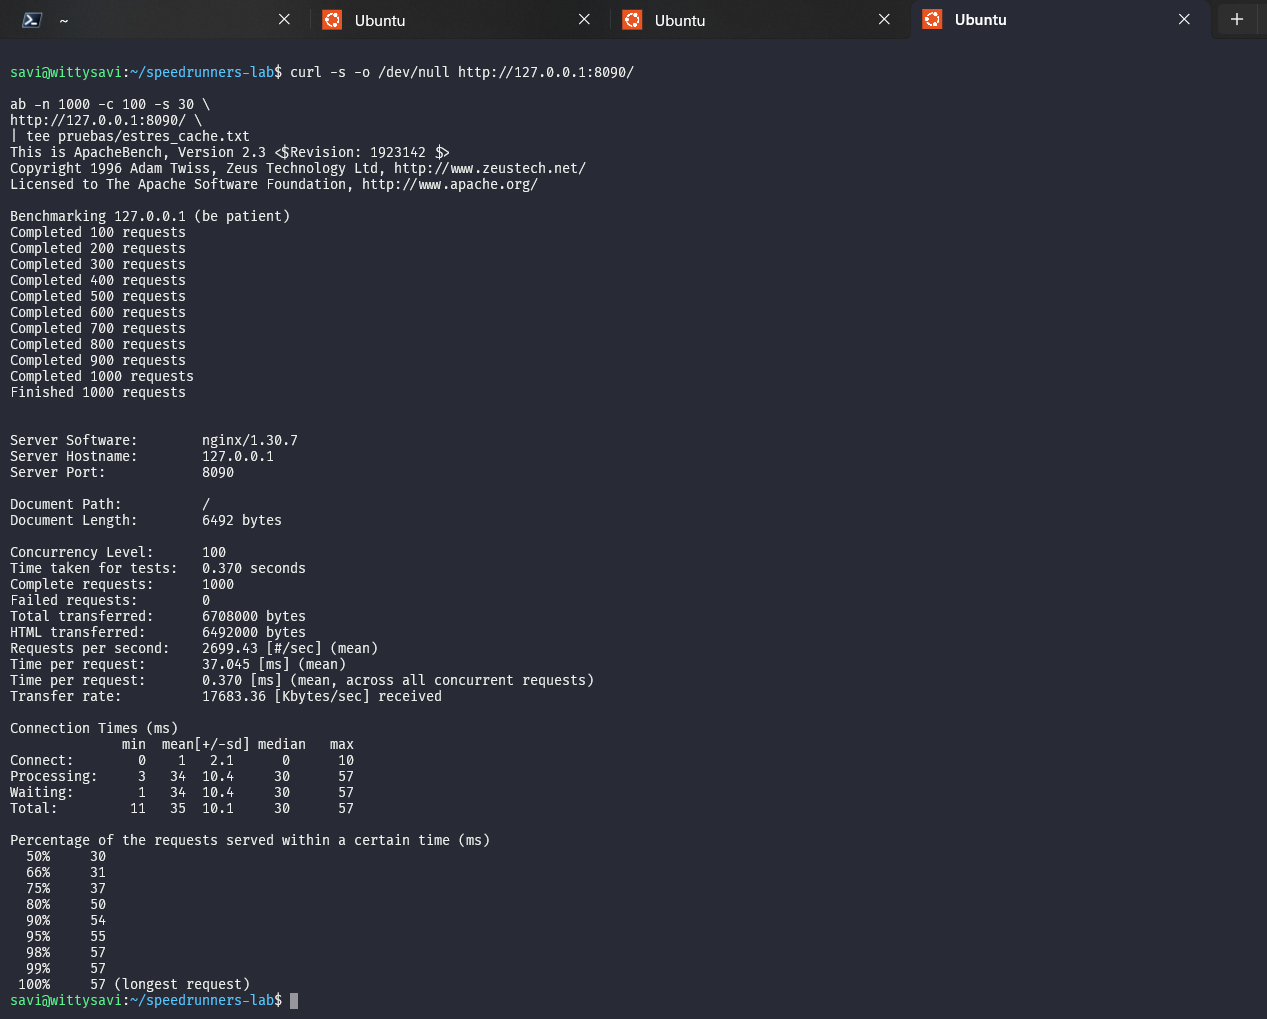 ~
Ubuntu
Ubuntu
Ubuntu
savi@wittysavi:~/speedrunners-lab$ curl -s -o /dev/null http://127.0.0.1:8090/
ab -n 1000 -c 100 -s 30 \
http://127.0.0.1:8090/ \
| tee pruebas/estres_cache.txt
This is ApacheBench, Version 2.3 <$Revision: 1923142 $>
Copyright 1996 Adam Twiss, Zeus Technology Ltd, http://www.zeustech.net/
Licensed to The Apache Software Foundation, http://www.apache.org/
Benchmarking 127.0.0.1 (be patient)
Completed 100 requests
Completed 200 requests
Completed 300 requests
Completed 400 requests
Completed 500 requests
Completed 600 requests
Completed 700 requests
Completed 800 requests
Completed 900 requests
Completed 1000 requests
Finished 1000 requests
Server Software:        nginx/1.30.7
Server Hostname:        127.0.0.1
Server Port:            8090
Document Path:          /
Document Length:        6492 bytes
Concurrency Level:      100
Time taken for tests:   0.370 seconds
Complete requests:      1000
Failed requests:        0
Total transferred:      6708000 bytes
HTML transferred:       6492000 bytes
Requests per second:    2699.43 [#/sec] (mean)
Time per request:       37.045 [ms] (mean)
Time per request:       0.370 [ms] (mean, across all concurrent requests)
Transfer rate:          17683.36 [Kbytes/sec] received
Connection Times (ms)
              min  mean[+/-sd] median   max
Connect:        0    1   2.1      0      10
Processing:     3   34  10.4     30      57
Waiting:        1   34  10.4     30      57
Total:         11   35  10.1     30      57
Percentage of the requests served within a certain time (ms)
  50%     30
  66%     31
  75%     37
  80%     50
  90%     54
  95%     55
  98%     57
  99%     57
 100%     57 (longest request)
savi@wittysavi:~/speedrunners-lab$